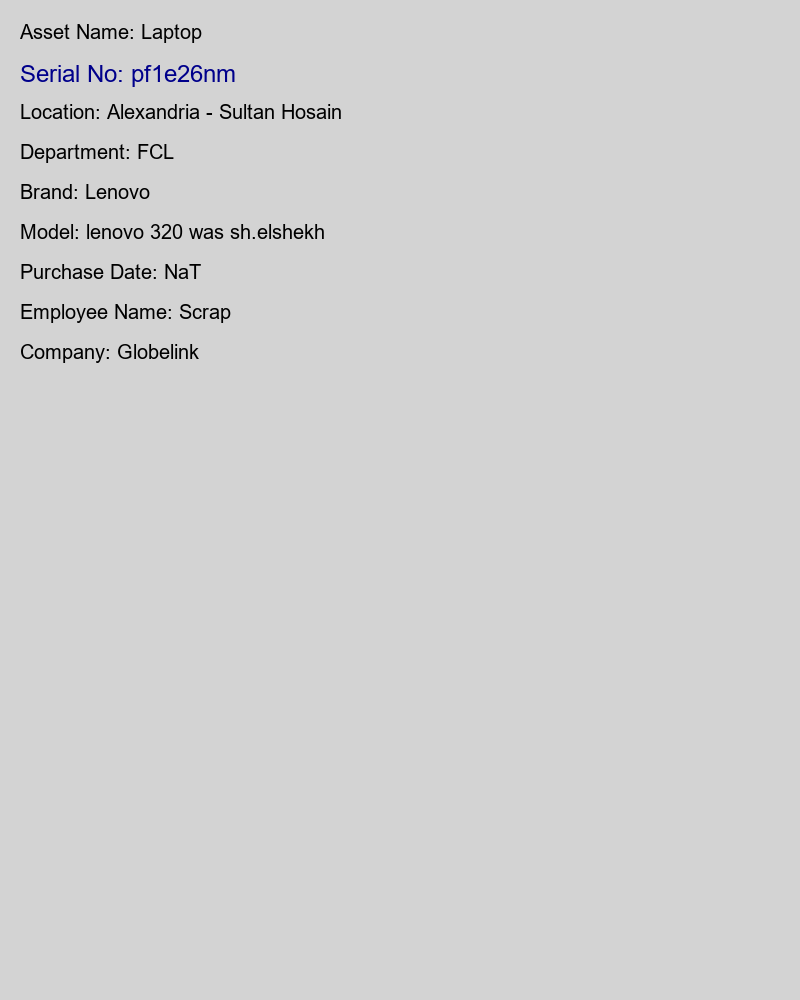 Asset Name: Laptop
Serial No: pf1e26nm
Location: Alexandria - Sultan Hosain
Department: FCL
Brand: Lenovo
Model: lenovo 320 was sh.elshekh
Purchase Date: NaT
Employee Name: Scrap
Company: Globelink